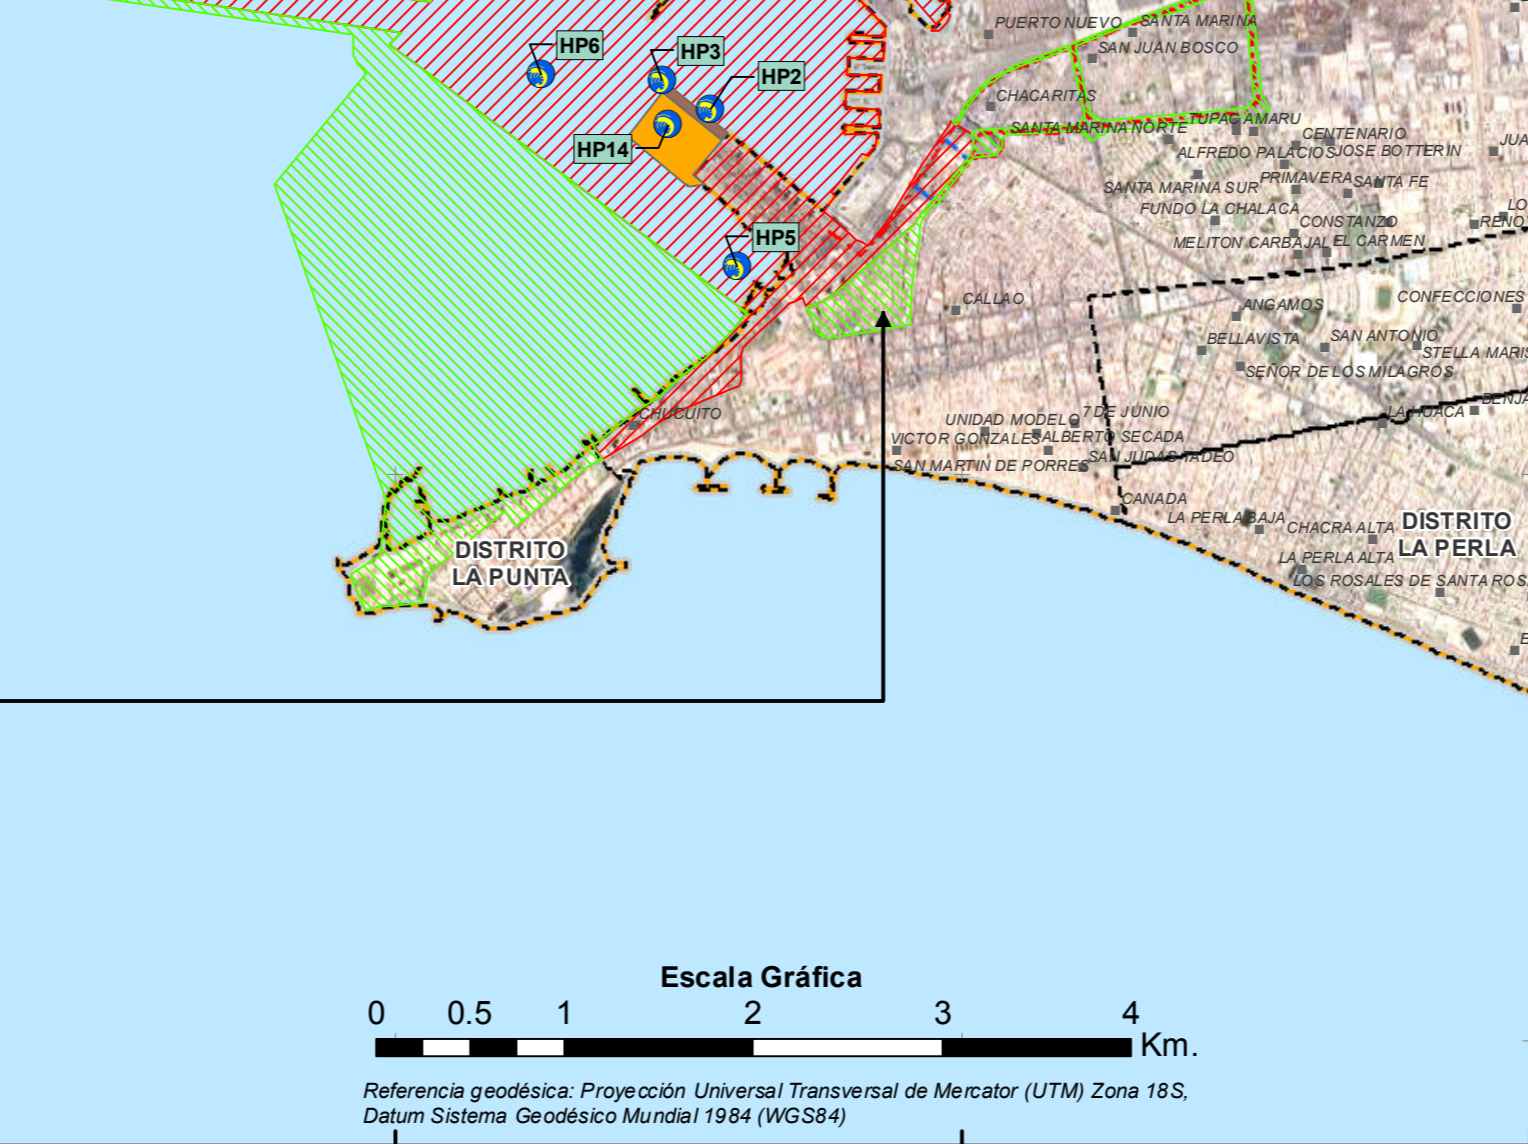 PUERTO NUEVO
SANTA MARINA
SAN JUAN BOSCO
HP6
HP3
HP2
CHACARITAS
SANTA MARINA NORTE
TUPAC AMARU
CENTENARIO
HP14
ALFREDO PALACIOS
JOSE BOTTERIN
SANTA MARINA SUR
PRIMAVERA
SANTA FE
FUNDO LA CHALACA
CONSTANZO
HP5
MELITON CARBAJAL
EL CARMEN
CALLAO
CONFECCIONES
ANGAMOS
BELLAVISTA
SAN ANTONIO
STELLA MARIS
SEÑOR DE LOS MILAGROS
CHUCUITO
UNIDAD MODELO
7 DE JUNIO
LA HUACA
VICTOR GONZALES
ALBERTO SECADA
SAN MARTIN DE PORRES
SAN JUDAS TADEO
CANADA
LA PERLA BAJA
CHACRA ALTA
DISTRITO
LA PERLA
DISTRITO
LA PUNTA
LA PERLA ALTA
LOS ROSALES DE SANTA ROS
Escala Gráfica
0 0.5 1 2 3 4
Km.
Referencia geodésica: Proyección Universal Transversal de Mercator (UTM) Zona 18S,
Datum Sistema Geodésico Mundial 1984 (WGS84)